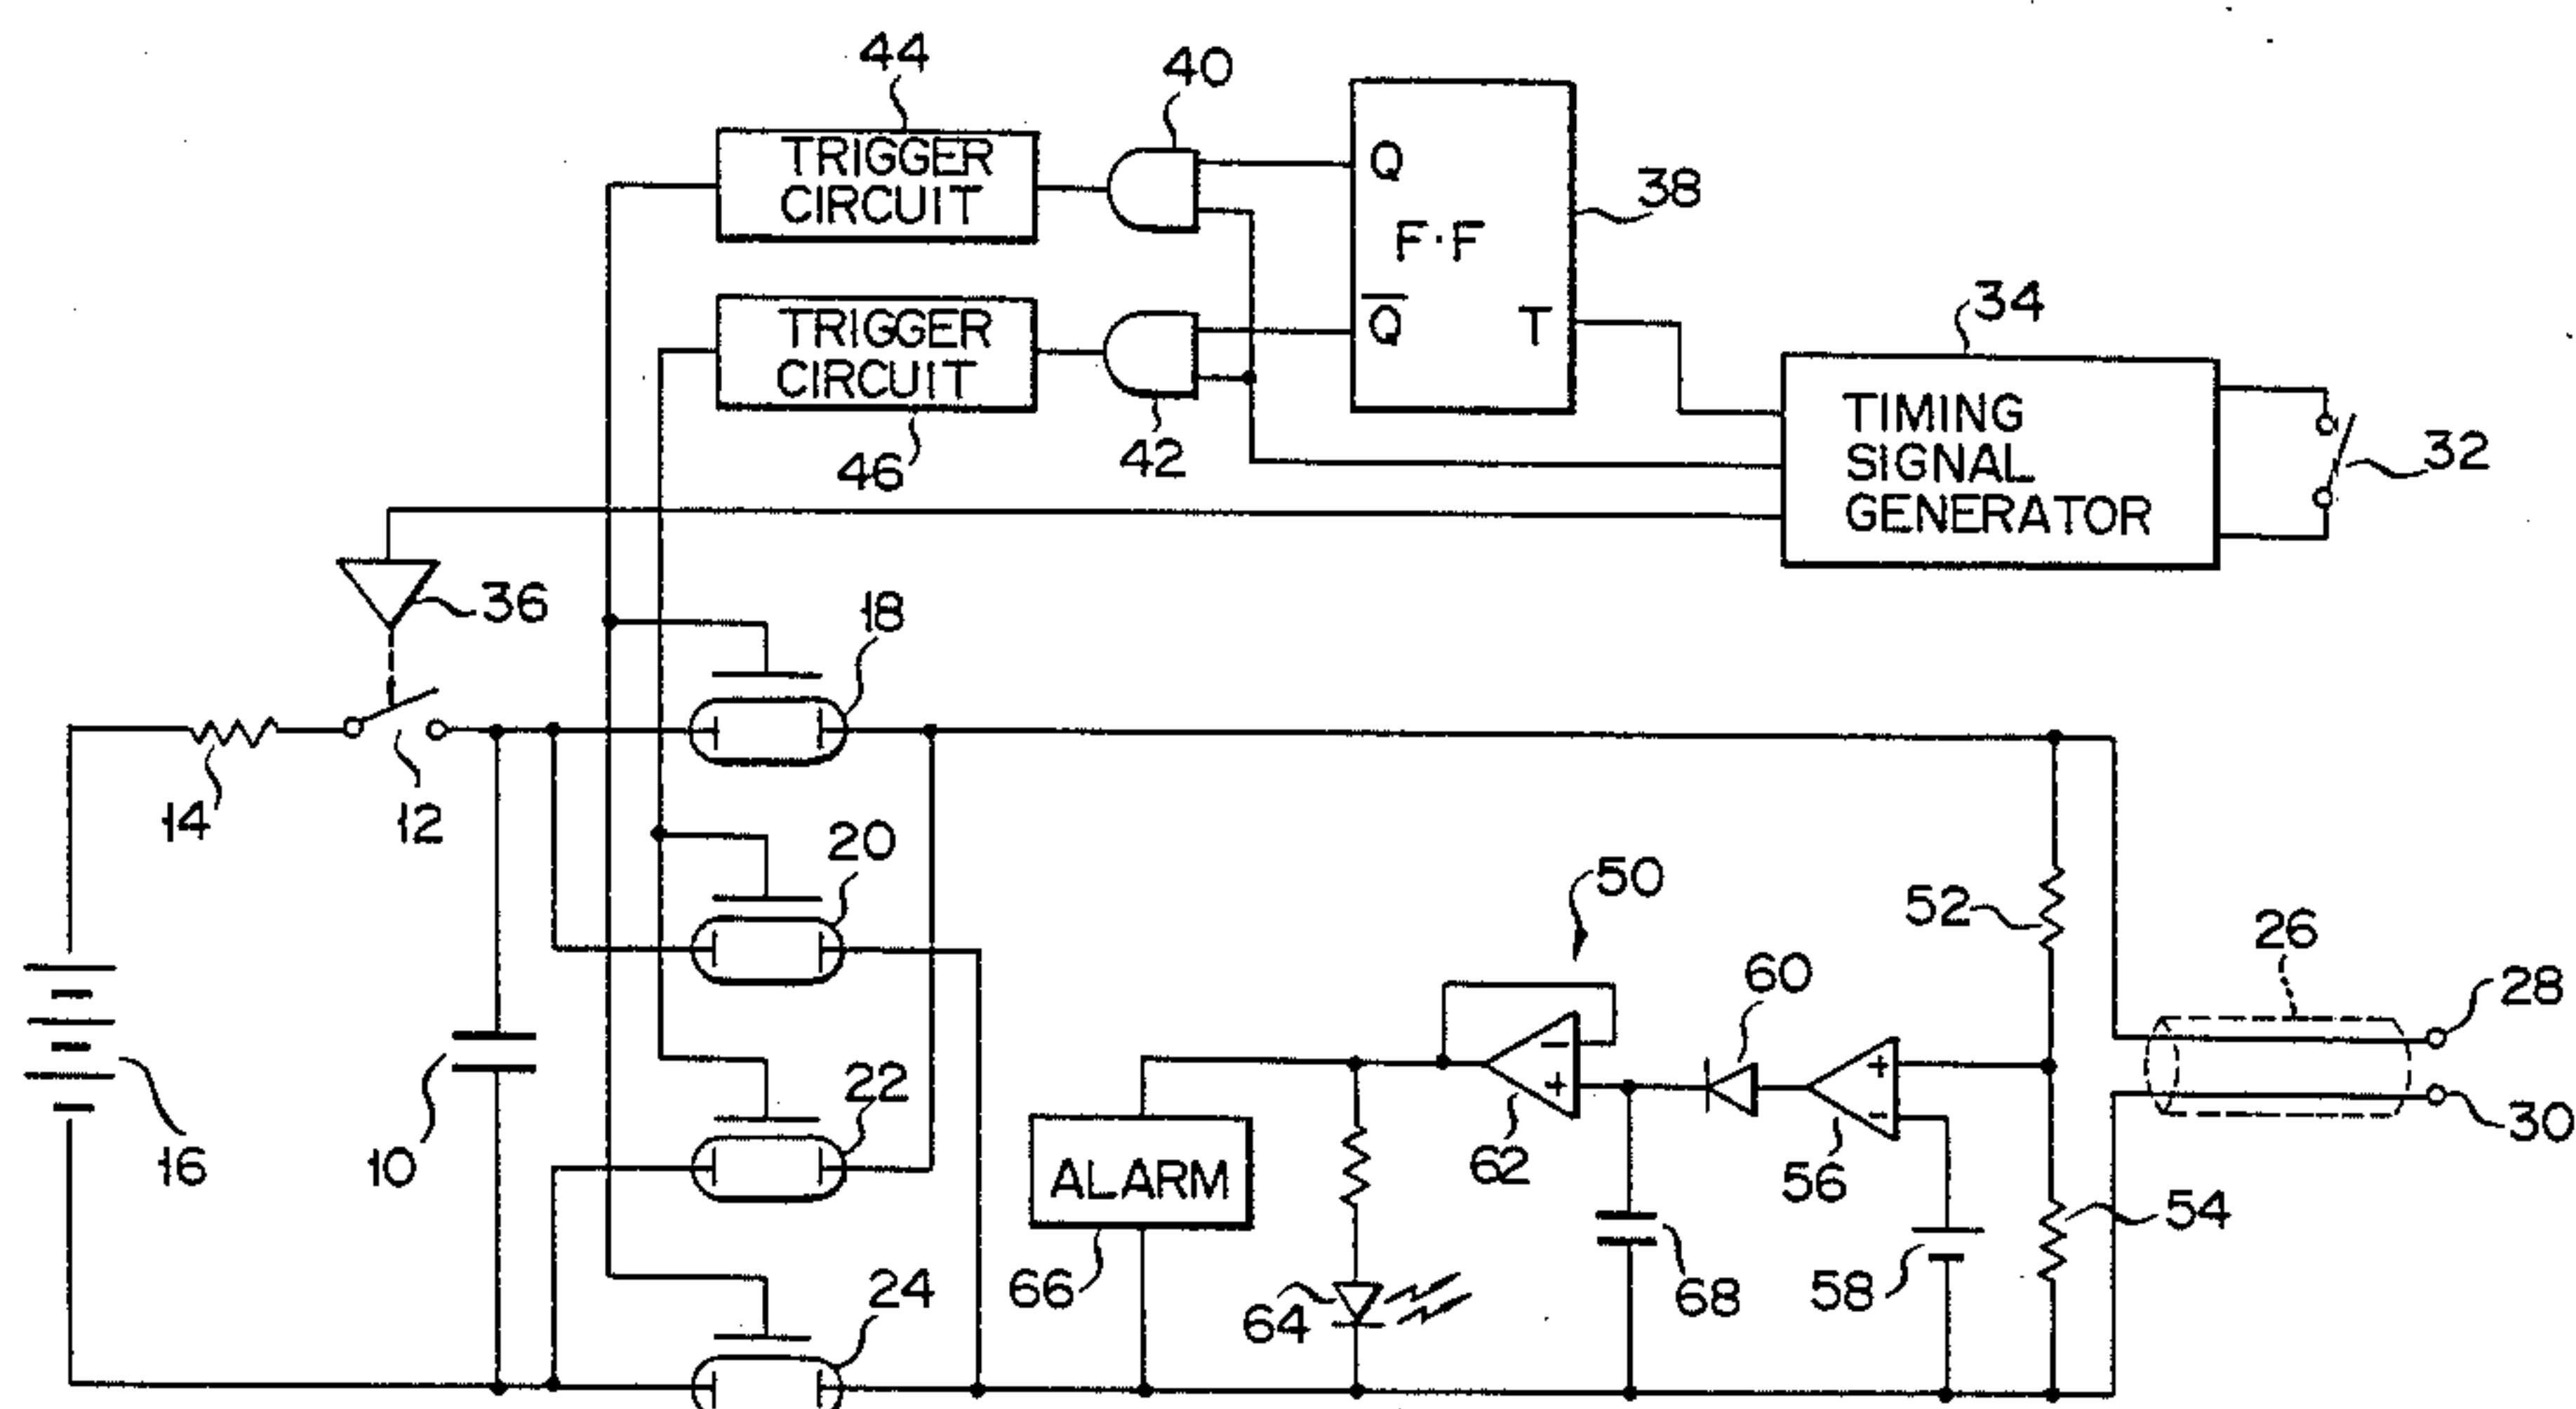 44
40
TRIGGER
CIRCUIT
Q
38
F·F
TRIGGER
CIRCUIT
Q̅
T
34
46
42
TIMING
SIGNAL
GENERATOR
32
36
18
14
12
20
50
52
26
60
28
16
10
22
+
-
-
+
30
ALARM
62
56
54
66
24
64
68
58